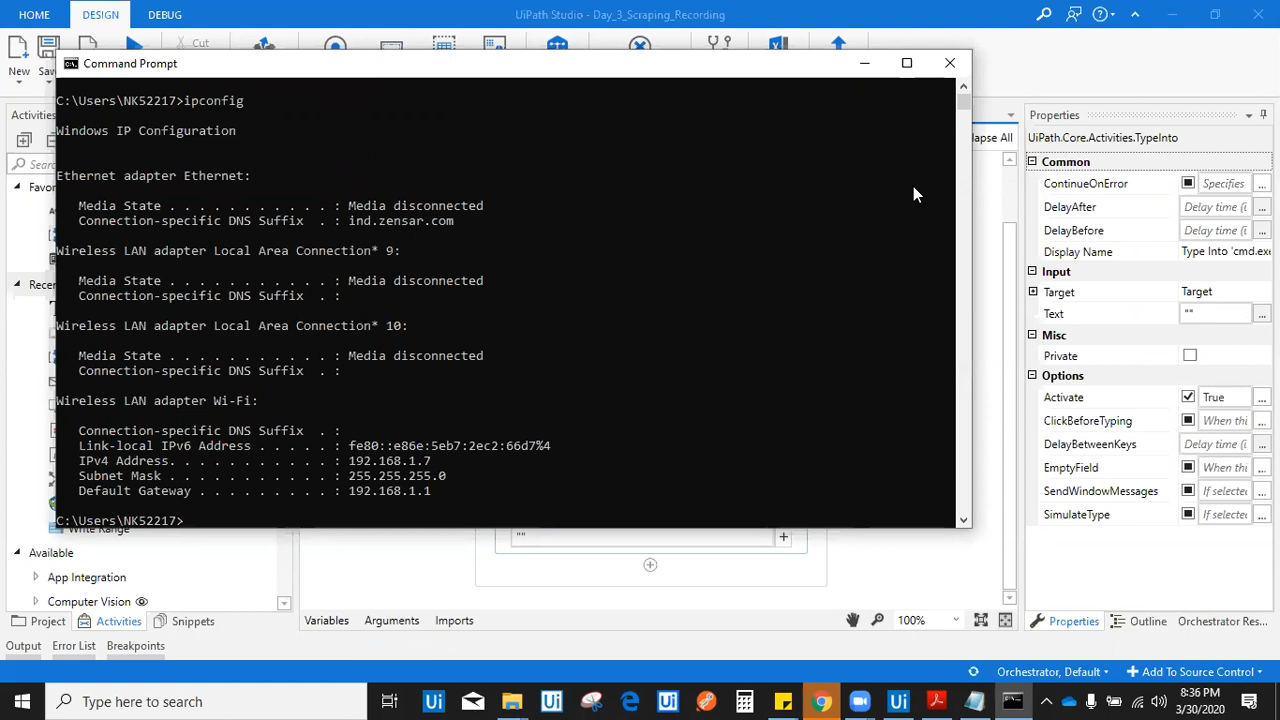 HOME DESIGN DEBUG UiPath Studio - Day_3_Scraping_Recording
New Save Cut
Command Prompt
C:\Users\NK52217>ipconfig
Windows IP Configuration
Ethernet adapter Ethernet:
Media State . . . . . . . . . . . : Media disconnected
Connection-specific DNS Suffix . : ind.zensar.com
Wireless LAN adapter Local Area Connection* 9:
Media State . . . . . . . . . . . : Media disconnected
Connection-specific DNS Suffix . :
Wireless LAN adapter Local Area Connection* 10:
Media State . . . . . . . . . . . : Media disconnected
Connection-specific DNS Suffix . :
Wireless LAN adapter Wi-Fi:
Connection-specific DNS Suffix . :
Link-local IPv6 Address . . . . . : fe80::e86e:5eb7:2ec2:66d7%4
IPv4 Address. . . . . . . . . . . : 192.168.1.7
Subnet Mask . . . . . . . . . . . : 255.255.255.0
Default Gateway . . . . . . . . . : 192.168.1.1
C:\Users\NK52217>
Activities
Sear
Favor
Recen
Write Range
Available
App Integration
Computer Vision
Project Activities Snippets
lapse All
""
Variables Arguments Imports
100%
Properties
UiPath.Core.Activities.TypeInto
Common
ContinueOnError Specifies ...
DelayAfter Delay time (i ...
DelayBefore Delay time (i ...
Display Name Type Into 'cmd.exe
Input
Target Target
Text "" ...
Misc
Private
Options
Activate True ...
ClickBeforeTyping When this ...
DelayBetweenKeys Delay time (i ...
EmptyField When this ...
SendWindowMessages If selected ...
SimulateType If selected ...
Properties Outline Orchestrator Res...
Output Error List Breakpoints
Orchestrator, Default Add To Source Control
Type here to search
8:36 PM
3/30/2020